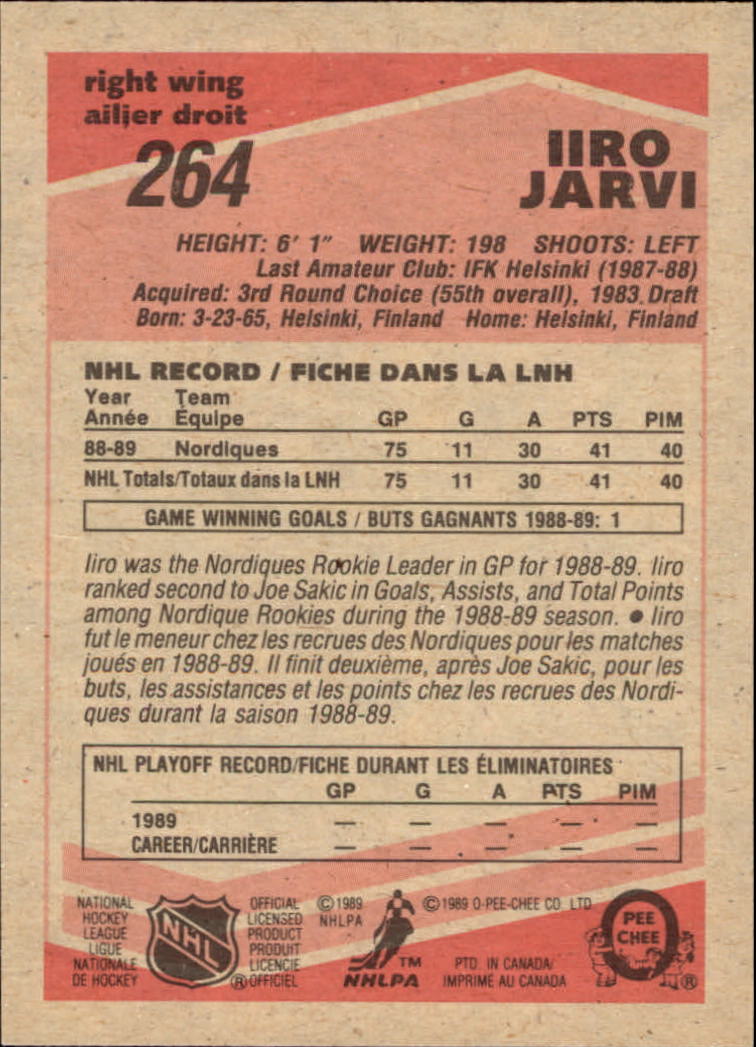 right wing
ailier droit
264
IIRO
JARVI
HEIGHT: 6' 1" WEIGHT: 198 SHOOTS: LEFT
Last Amateur Club: IFK Helsinki (1987-88)
Acquired: 3rd Round Choice (55th overall), 1983 Draft
Born: 3-23-65, Helsinki, Finland Home: Helsinki, Finland
NHL RECORD / FICHE DANS LA LNH
Year Team
Année Équipe GP G A PTS PIM
88-89 Nordiques 75 11 30 41 40
NHL Totals/Totaux dans la LNH 75 11 30 41 40
GAME WINNING GOALS / BUTS GAGNANTS 1988-89: 1
Iiro was the Nordiques Rookie Leader in GP for 1988-89. Iiro
ranked second to Joe Sakic in Goals, Assists, and Total Points
among Nordique Rookies during the 1988-89 season. ● Iiro
fut le meneur chez les recrues des Nordiques pour les matches
joués en 1988-89. Il finit deuxième, après Joe Sakic, pour les
buts, les assistances et les points chez les recrues des Nordi-
ques durant la saison 1988-89.
NHL PLAYOFF RECORD/FICHE DURANT LES ÉLIMINATOIRES
GP G A PTS PIM
1989 — — — — —
CAREER/CARRIÈRE — — — — —
NATIONAL
HOCKEY
LEAGUE
LIGUE
NATIONALE
DE HOCKEY
NHL
®
OFFICIAL
LICENSED
PRODUCT
PRODUIT
LICENCIE
OFFICIEL
© 1989
NHLPA
TM
NHLPA
© 1989 O-PEE-CHEE CO. LTD.
PTD. IN CANADA/
IMPRIMÉ AU CANADA
O
PEE
CHEE
®